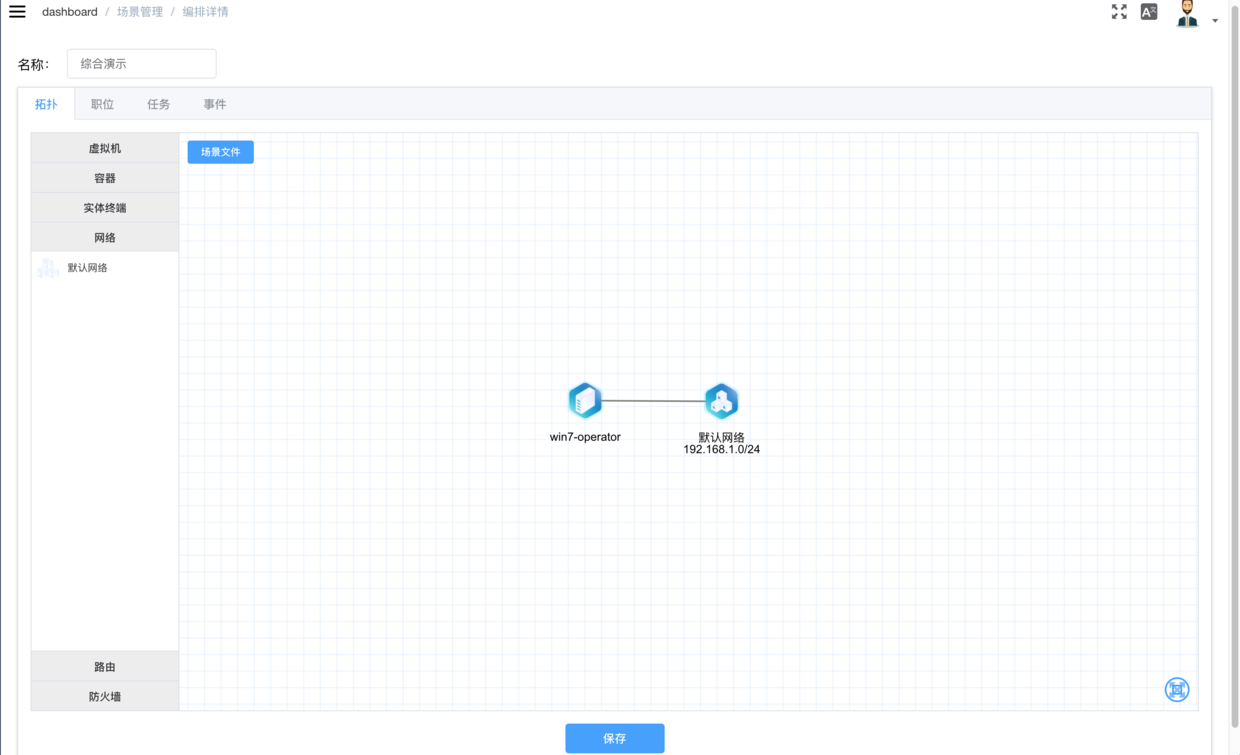 dashboard / 场景管理 / 编排详情
名称： 综合演示
拓扑 职位 任务 事件
虚拟机
场景文件
容器
实体终端
网络
默认网络
win7-operator
默认网络
192.168.1.0/24
路由
防火墙
保存